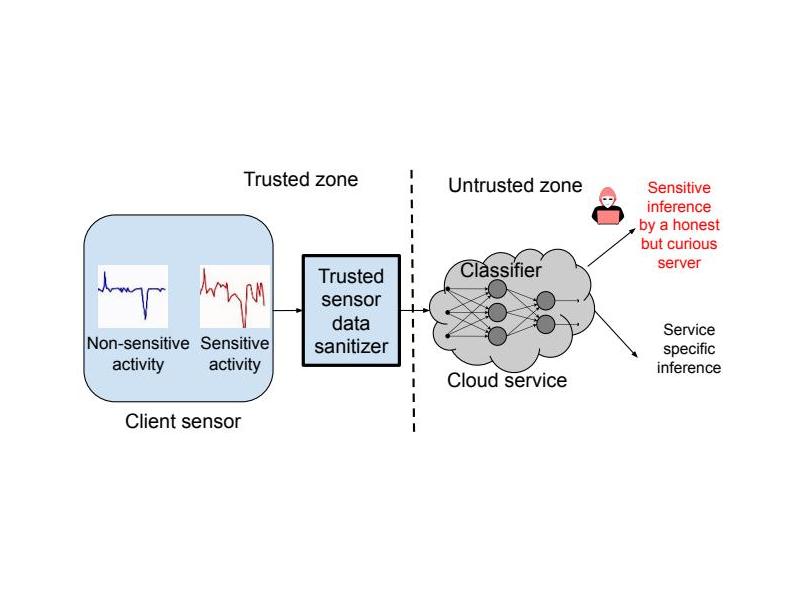 Trusted zone
Untrusted zone
Non-sensitive
activity
Sensitive
activity
Client sensor
Trusted
sensor
data
sanitizer
Classifier
Cloud service
Sensitive
inference
by a honest
but curious
server
Service
specific
inference